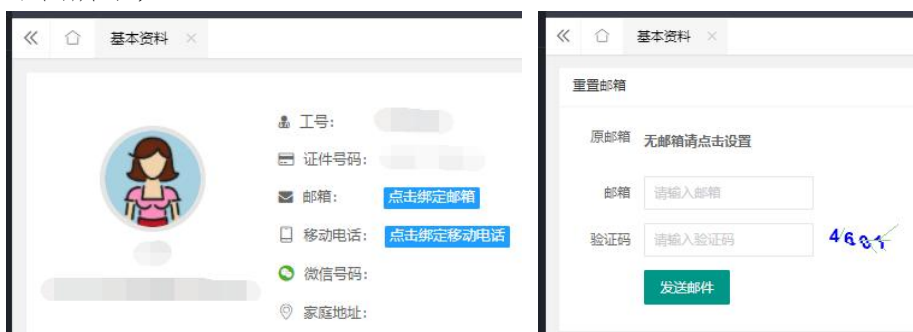 基本资料
工号：
证件号码：
邮箱： 点击绑定邮箱
移动电话： 点击绑定移动电话
微信号码：
家庭地址：
基本资料
重置邮箱
原邮箱 无邮箱请点击设置
邮箱 请输入邮箱
验证码 请输入验证码
发送邮件